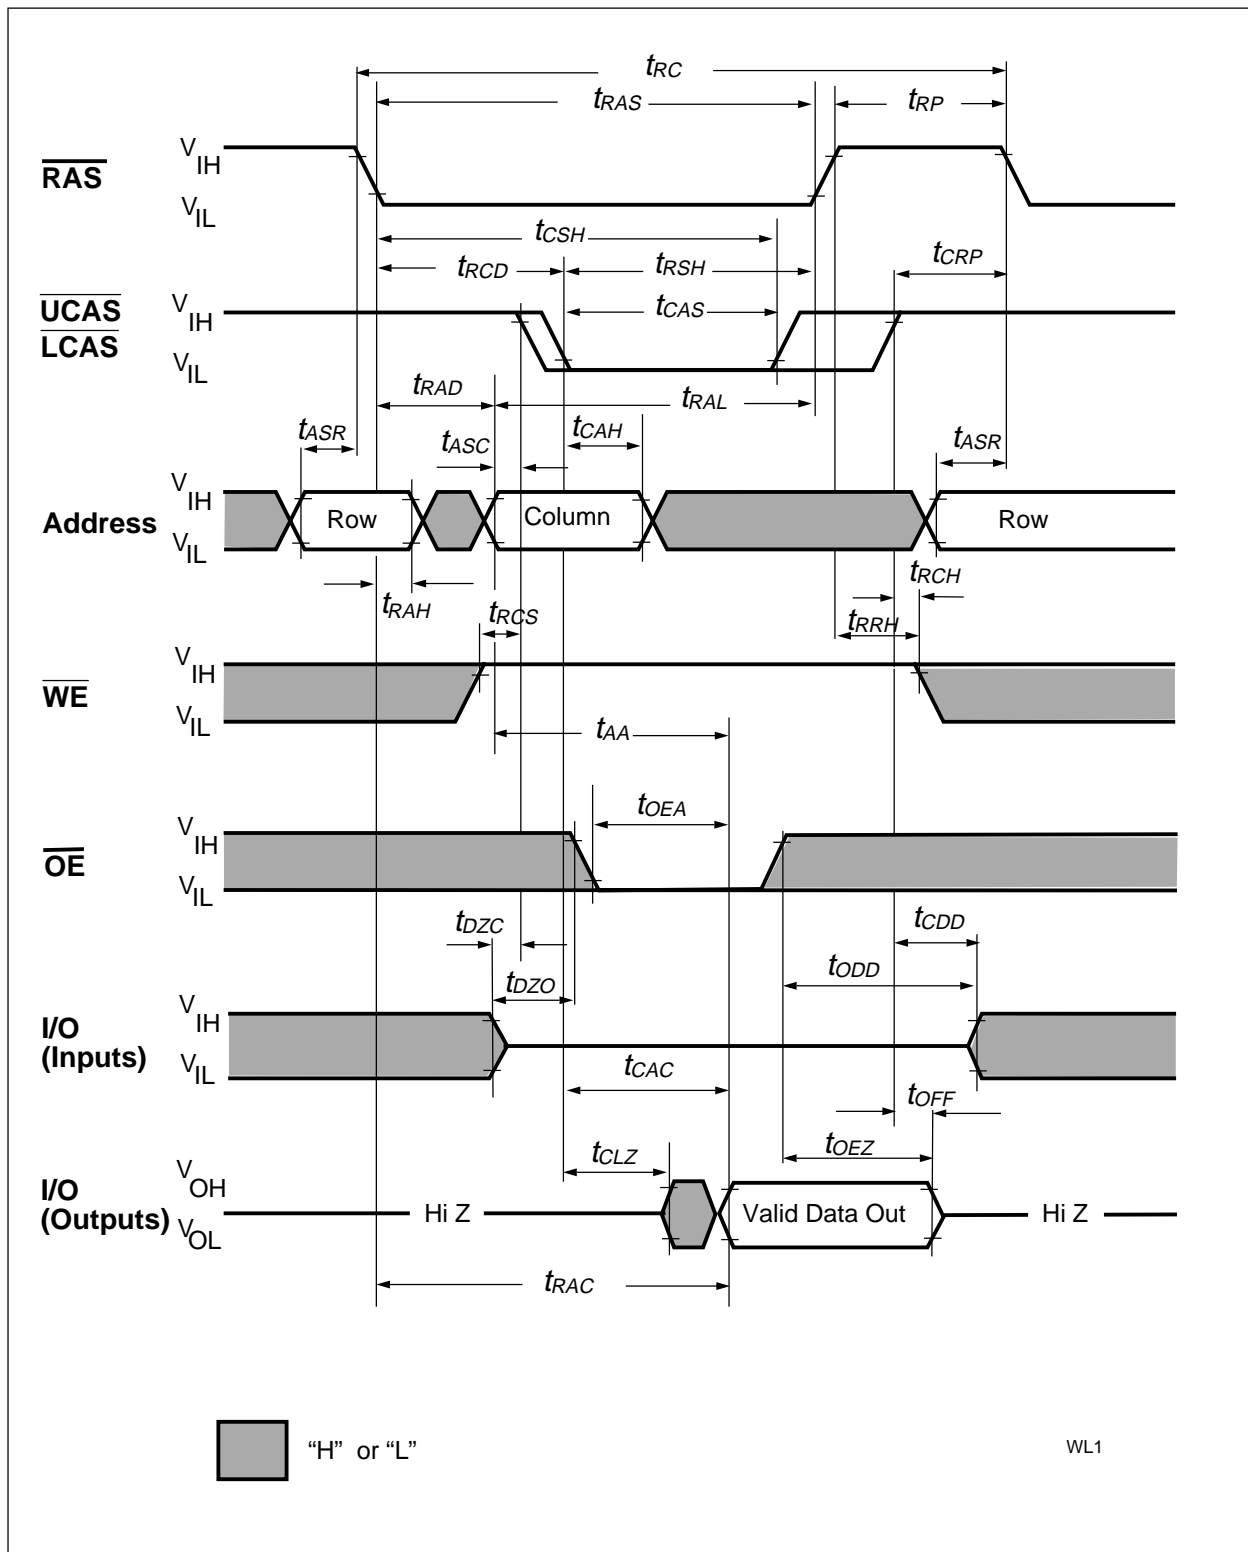 tRC
tRAS
tRP
RAS
VIH
VIL
tCSH
tRCD
tRSH
tCRP
UCAS
LCAS
VIH
VIL
tCAS
tRAD
tRAL
tASR
tASC
tCAH
tASR
Address
VIH
VIL
Row
Column
Row
tRAH
tRCS
tRCH
tRRH
WE
VIH
VIL
tAA
tOEA
OE
VIH
VIL
tDZC
tCDD
tDZO
tODD
I/O
(Inputs)
VIH
VIL
tCAC
tOFF
tCLZ
tOEZ
I/O
(Outputs)
VOH
VOL
Hi Z
Valid Data Out
Hi Z
tRAC
“H” or “L”
WL1